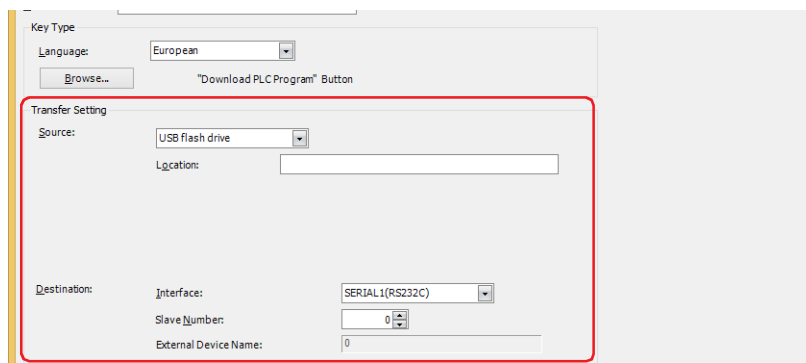 Key Type
Language: European
Browse... "Download PLC Program" Button
Transfer Setting
Source: USB flash drive
Location:
Destination: Interface: SERIAL1(RS232C)
Slave Number: 0
External Device Name: 0